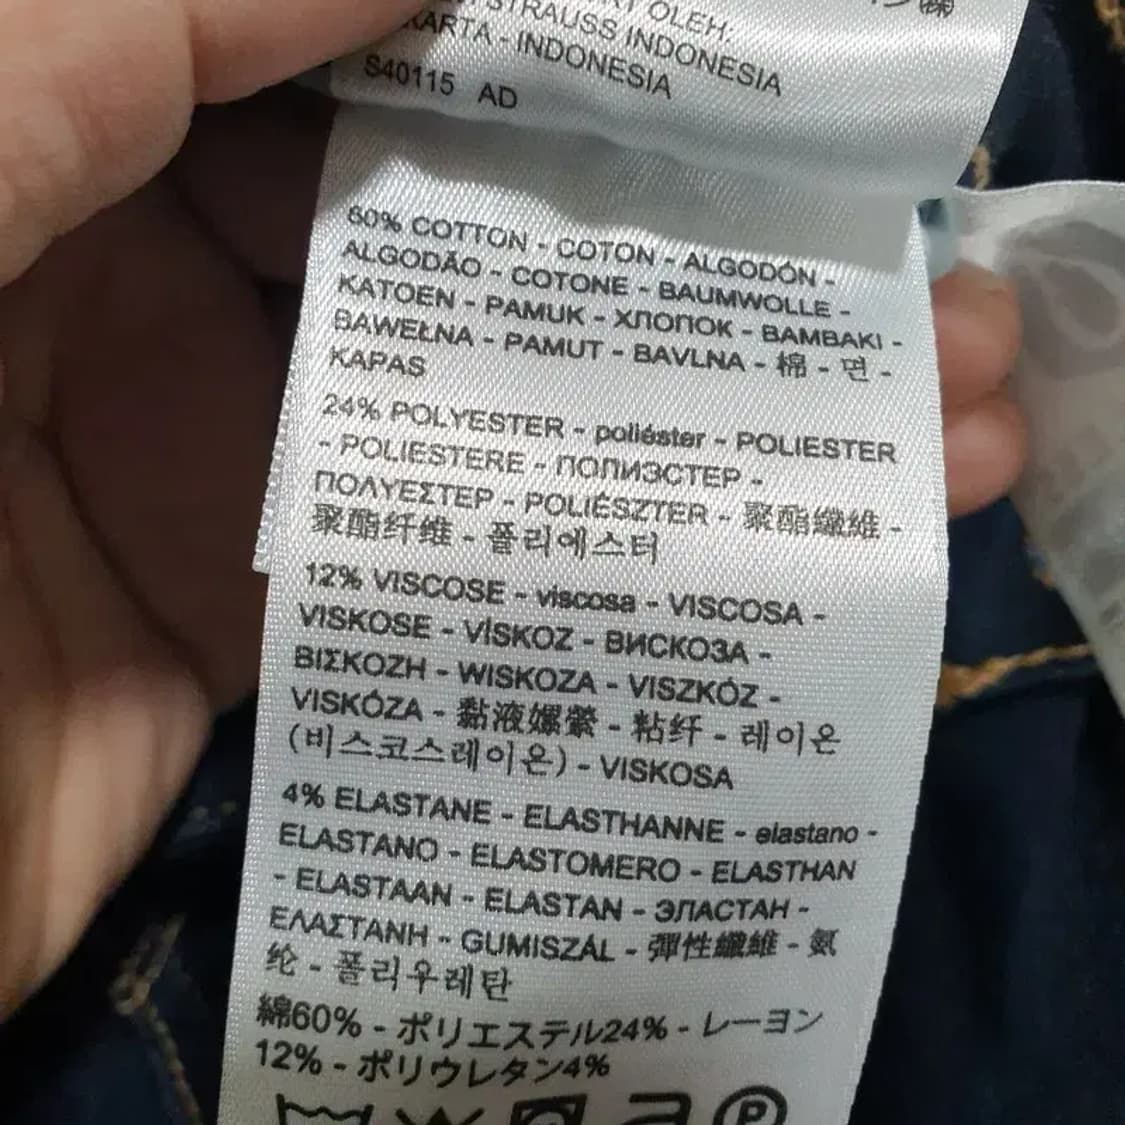 OLEH:
STRAUSS INDONESIA
KARTA - INDONESIA
S40115 AD
60% COTTON - COTON - ALGODÓN -
ALGODÃO - COTONE - BAUMWOLLE -
KATOEN - PAMUK - ХЛОПОК - BAMBAKI -
BAWEŁNA - PAMUT - BAVLNA - 棉 - 면 -
KAPAS
24% POLYESTER - poliéster - POLIESTER
- POLIESTERE - ПОЛИЭСТЕР -
ΠΟΛΥΕΣΤΕΡ - POLIÉSZTER - 聚酯纖維 -
聚酯纤维 - 폴리에스터
12% VISCOSE - viscosa - VISCOSA -
VISKOSE - VİSKOZ - ВИСКОЗА -
ΒΙΣΚΟΖΗ - WISKOZA - VISZKÓZ -
VISKÓZA - 黏液嫘縈 - 粘纤 - 레이온
(비스코스레이온) - VISKOSA
4% ELASTANE - ELASTHANNE - elastano -
ELASTANO - ELASTOMERO - ELASTHAN
- ELASTAAN - ELASTAN - ЭЛАСТАН -
ΕΛΑΣΤΑΝΗ - GUMISZÁL - 彈性纖維 - 氨
纶 - 폴리우레탄
綿60% - ポリエステル24% - レーヨン
12% - ポリウレタン4%
P